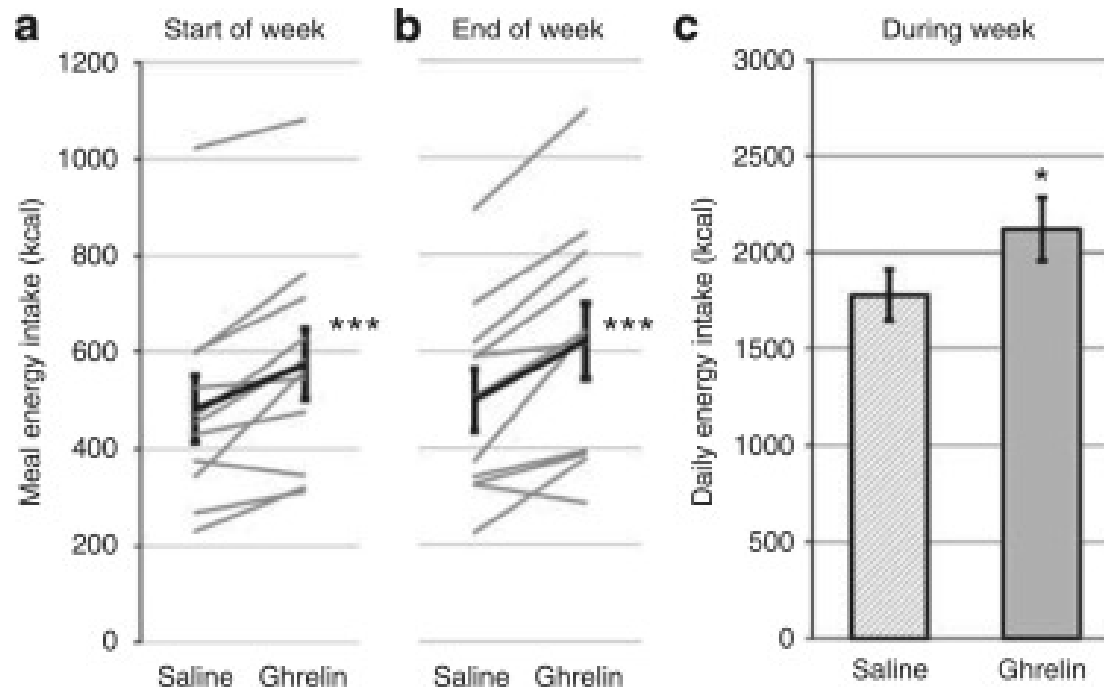 a Start of week
b End of week
c During week
Meal energy intake (kcal)
1200
1000
800
600
400
200
0
***
Saline Ghrelin
***
Saline Ghrelin
Daily energy intake (kcal)
3000
2500
2000
1500
1000
500
0
*
Saline Ghrelin